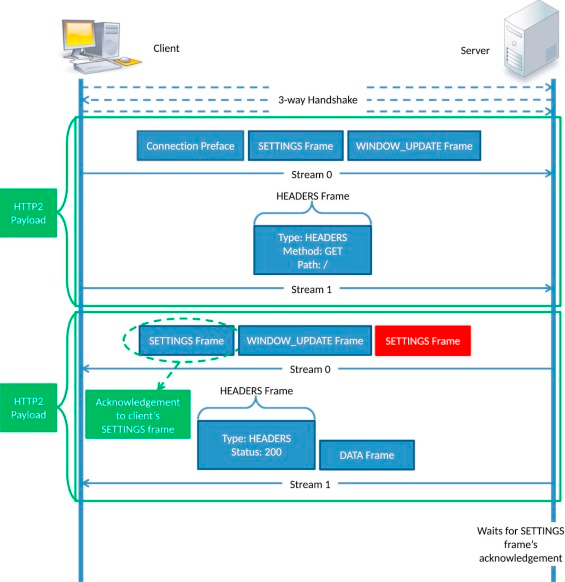 Client
Server
3-way Handshake
Connection Preface
SETTINGS Frame
WINDOW_UPDATE Frame
Stream 0
HTTP2
Payload
HEADERS Frame
Type: HEADERS
Method: GET
Path: /
Stream 1
SETTINGS Frame
WINDOW_UPDATE Frame
SETTINGS Frame
Stream 0
HTTP2
Payload
Acknowledgement
to client's
SETTINGS frame
HEADERS Frame
Type: HEADERS
Status: 200
DATA Frame
Stream 1
Waits for SETTINGS
frame's
acknowledgement